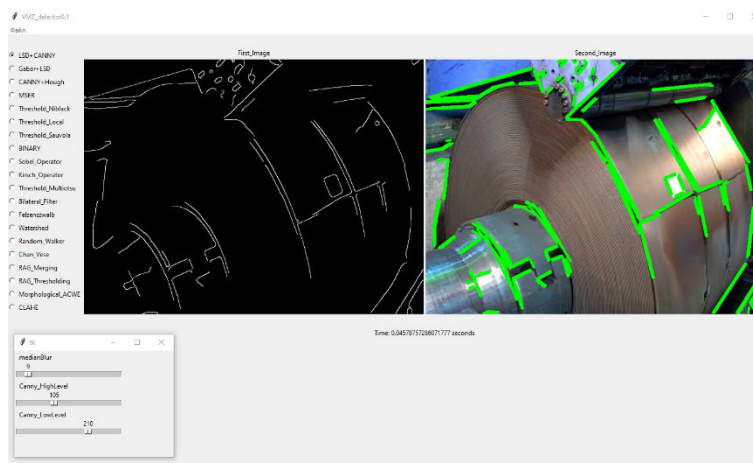 VMZ_detector0.1
Файл
LSD+CANNY
Gabor+LSD
CANNY+Hough
MSER
Threshold_Niblack
Threshold_Local
Threshold_Sauvola
BINARY
Sobel_Operator
Kirsch_Operator
Threshold_Multiotsu
Bilateral_Filter
Felzenszwalb
Watershed
Random_Walker
Chan_Vese
RAG_Merging
RAG_Thresholding
Morphological_ACWE
CLAHE
First_Image
Second_Image
Time: 0.04578757286071777 seconds
tk
medianBlur
9
Canny_HighLevel
105
Canny_LowLevel
210